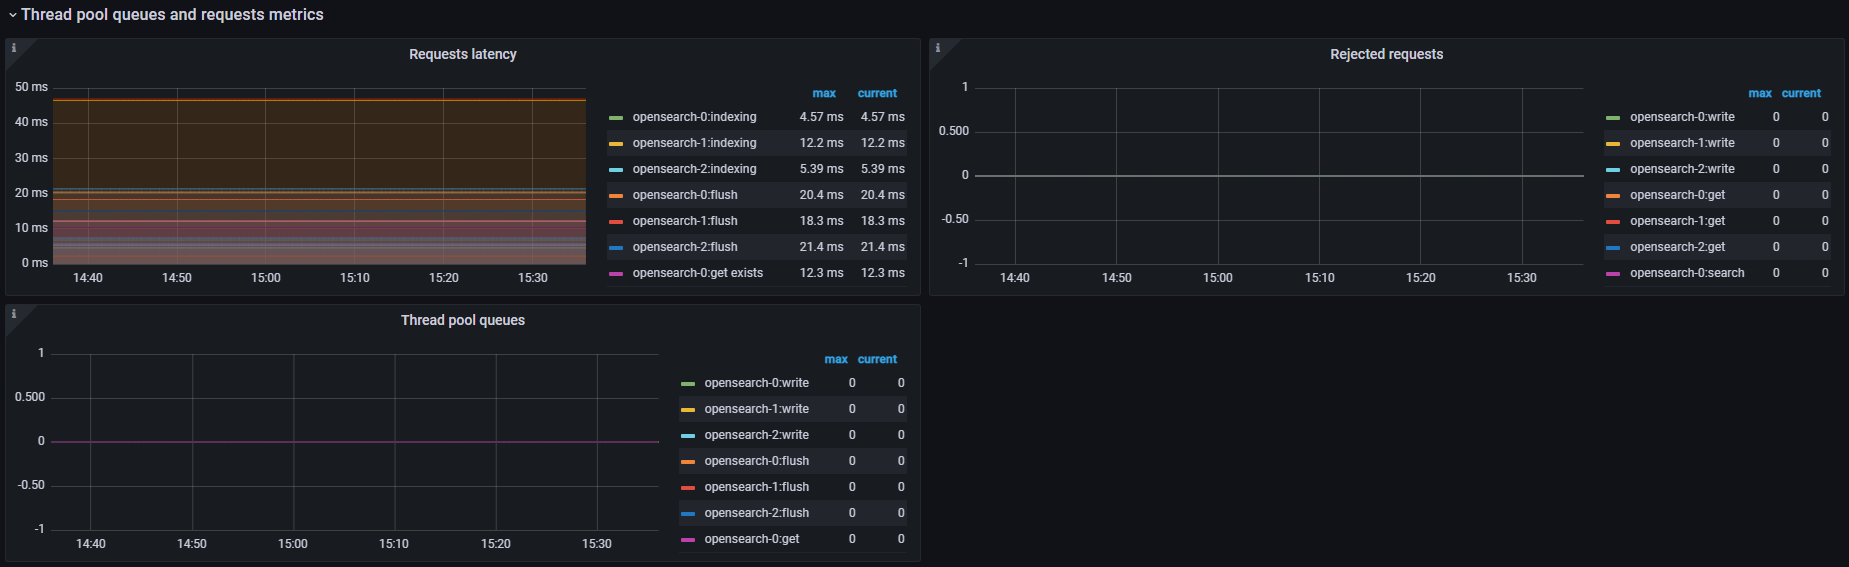 Thread pool queues and requests metrics
Requests latency
50 ms
40 ms
30 ms
20 ms
10 ms
0 ms
14:40 14:50 15:00 15:10 15:20 15:30
max current
opensearch-0:indexing 4.57 ms 4.57 ms
opensearch-1:indexing 12.2 ms 12.2 ms
opensearch-2:indexing 5.39 ms 5.39 ms
opensearch-0:flush 20.4 ms 20.4 ms
opensearch-1:flush 18.3 ms 18.3 ms
opensearch-2:flush 21.4 ms 21.4 ms
opensearch-0:get exists 12.3 ms 12.3 ms
Rejected requests
1
0.500
0
-0.50
-1
14:40 14:50 15:00 15:10 15:20 15:30
max current
opensearch-0:write 0 0
opensearch-1:write 0 0
opensearch-2:write 0 0
opensearch-0:get 0 0
opensearch-1:get 0 0
opensearch-2:get 0 0
opensearch-0:search 0 0
Thread pool queues
1
0.500
0
-0.50
-1
14:40 14:50 15:00 15:10 15:20 15:30
max current
opensearch-0:write 0 0
opensearch-1:write 0 0
opensearch-2:write 0 0
opensearch-0:flush 0 0
opensearch-1:flush 0 0
opensearch-2:flush 0 0
opensearch-0:get 0 0